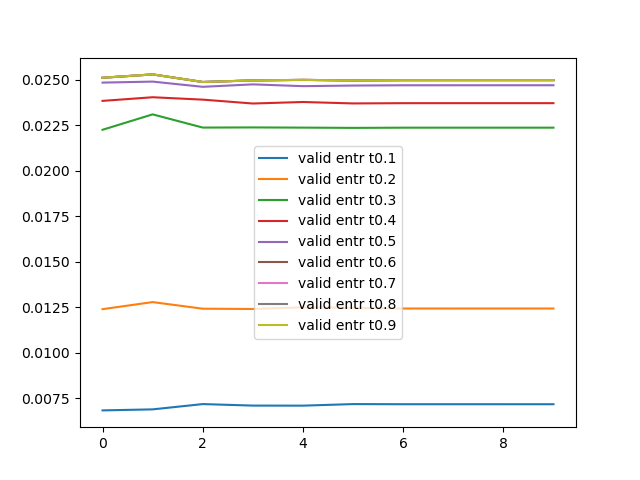 0.0250
0.0225
0.0200
0.0175
0.0150
0.0125
0.0100
0.0075
valid entr t0.1
valid entr t0.2
valid entr t0.3
valid entr t0.4
valid entr t0.5
valid entr t0.6
valid entr t0.7
valid entr t0.8
valid entr t0.9
0 2 4 6 8